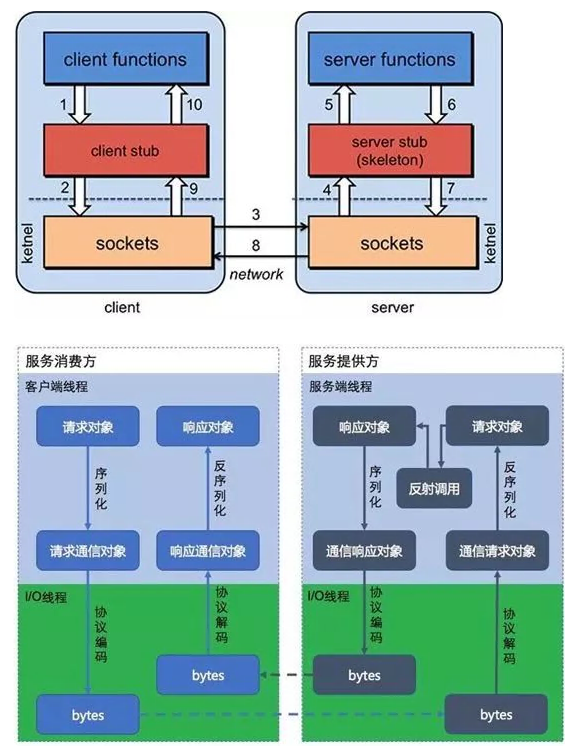 client functions
server functions
1
10
5
6
client stub
server stub
(skeleton)
2
9
4
7
ketnel
sockets
3
8
network
sockets
ketnel
client
server
服务消费方
服务提供方
客户端线程
服务端线程
请求对象
响应对象
响应对象
请求对象
序列化
反序列化
序列化
反射调用
反序列化
请求通信对象
响应通信对象
通信响应对象
通信请求对象
I/O线程
I/O线程
协议编码
协议解码
协议编码
协议解码
bytes
bytes
bytes
bytes